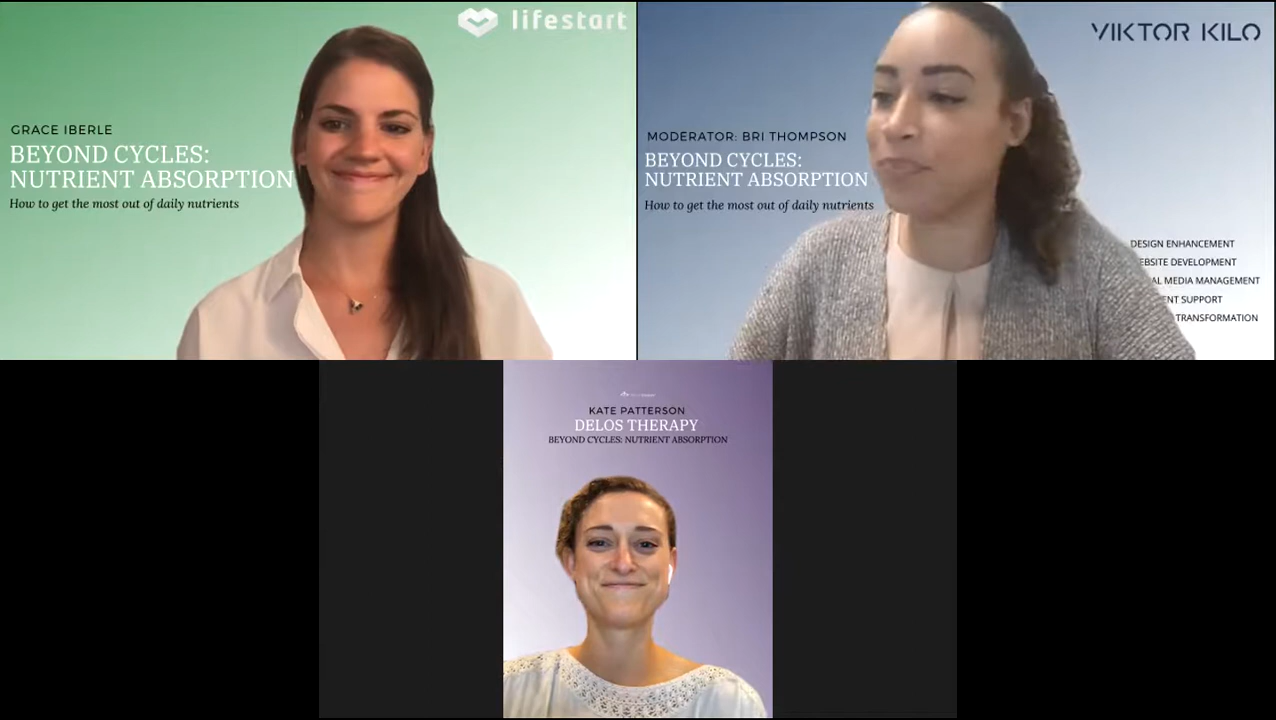 lifestart
GRACE IBERLE
BEYOND CYCLES:
NUTRIENT ABSORPTION
How to get the most out of daily nutrients
VIKTOR KILO
MODERATOR: BRI THOMPSON
BEYOND CYCLES:
NUTRIENT ABSORPTION
How to get the most out of daily nutrients
DESIGN ENHANCEMENT
EBSITE DEVELOPMENT
AL MEDIA MANAGEMENT
ENT SUPPORT
TRANSFORMATION
KATE PATTERSON
DELOS THERAPY
BEYOND CYCLES: NUTRIENT ABSORPTION